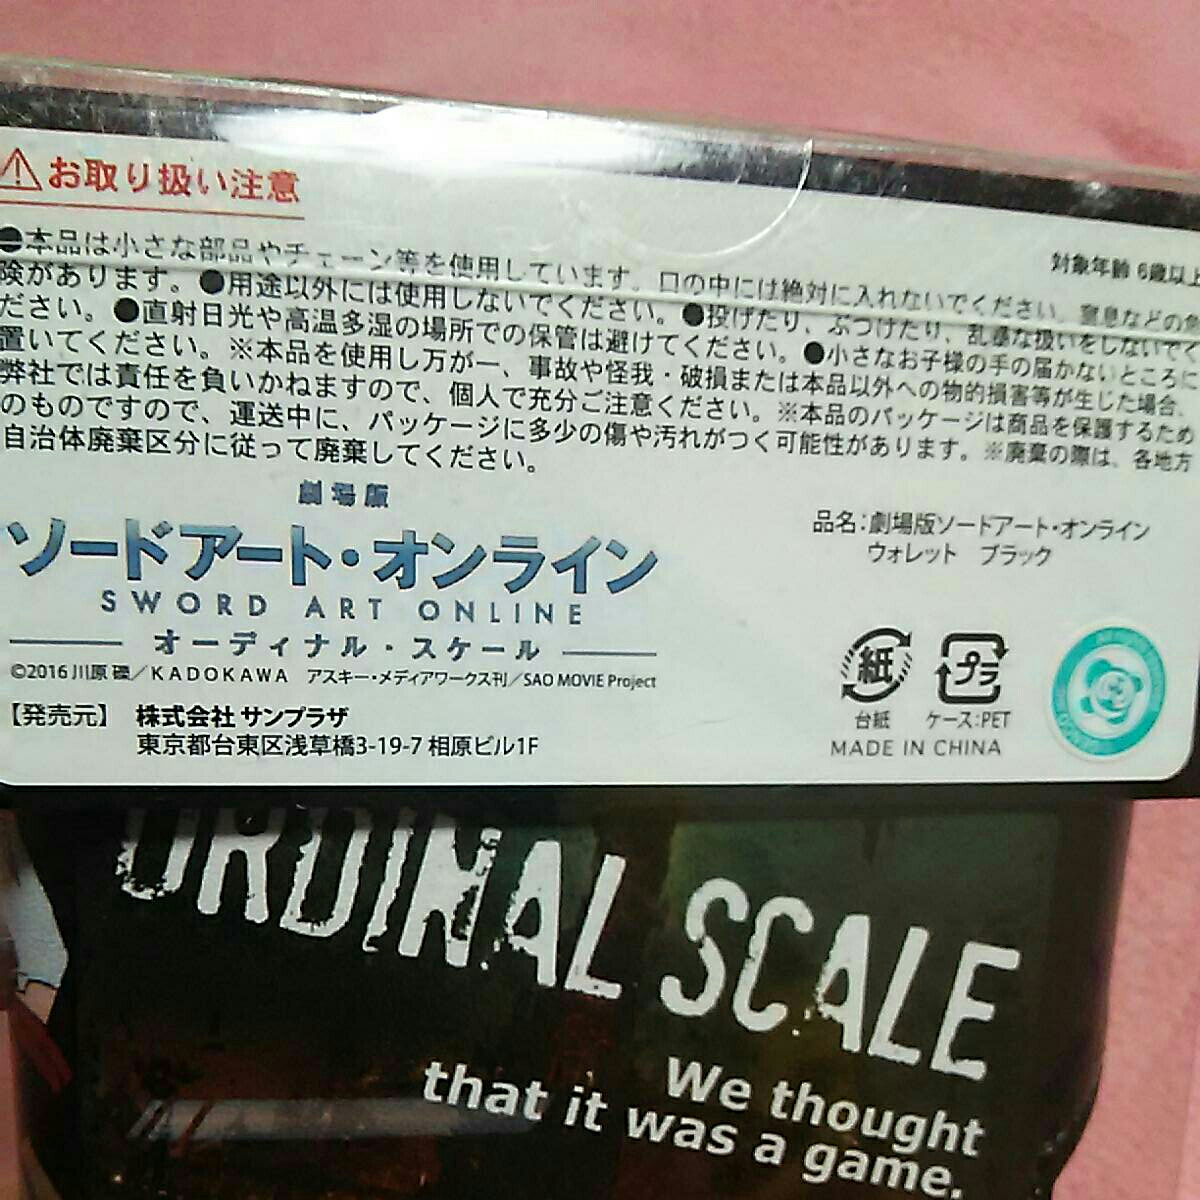 ⚠お取り扱い注意
対象年齢 6歳以上
●本品は小さな部品やチェーン等を使用しています。口の中には絶対に入れないでください。窒息などの危
険があります。●用途以外には使用しないでください。●投げたり、ぶつけたり、乱暴な扱いをしないでく
ださい。●直射日光や高温多湿の場所での保管は避けてください。●小さなお子様の手の届かないところに
置いてください。※本品を使用し万が一、事故や怪我・破損または本品以外への物的損害等が生じた場合、
弊社では責任を負いかねますので、個人で充分ご注意ください。※本品のパッケージは商品を保護するため
のものですので、運送中に、パッケージに多少の傷や汚れがつく可能性があります。※廃棄の際は、各地方
自治体廃棄区分に従って廃棄してください。
劇場版
ソードアート・オンライン
SWORD ART ONLINE
オーディナル・スケール
©2016 川原 礫／KADOKAWA アスキー・メディアワークス刊／SAO MOVIE Project
【発売元】 株式会社 サンプラザ
東京都台東区浅草橋3-19-7 相原ビル1F
品名：劇場版ソードアート・オンライン
ウォレット ブラック
紙 プラ
台紙 ケース：PET
MADE IN CHINA
ORDINAL SCALE
We thought
that it was a game.